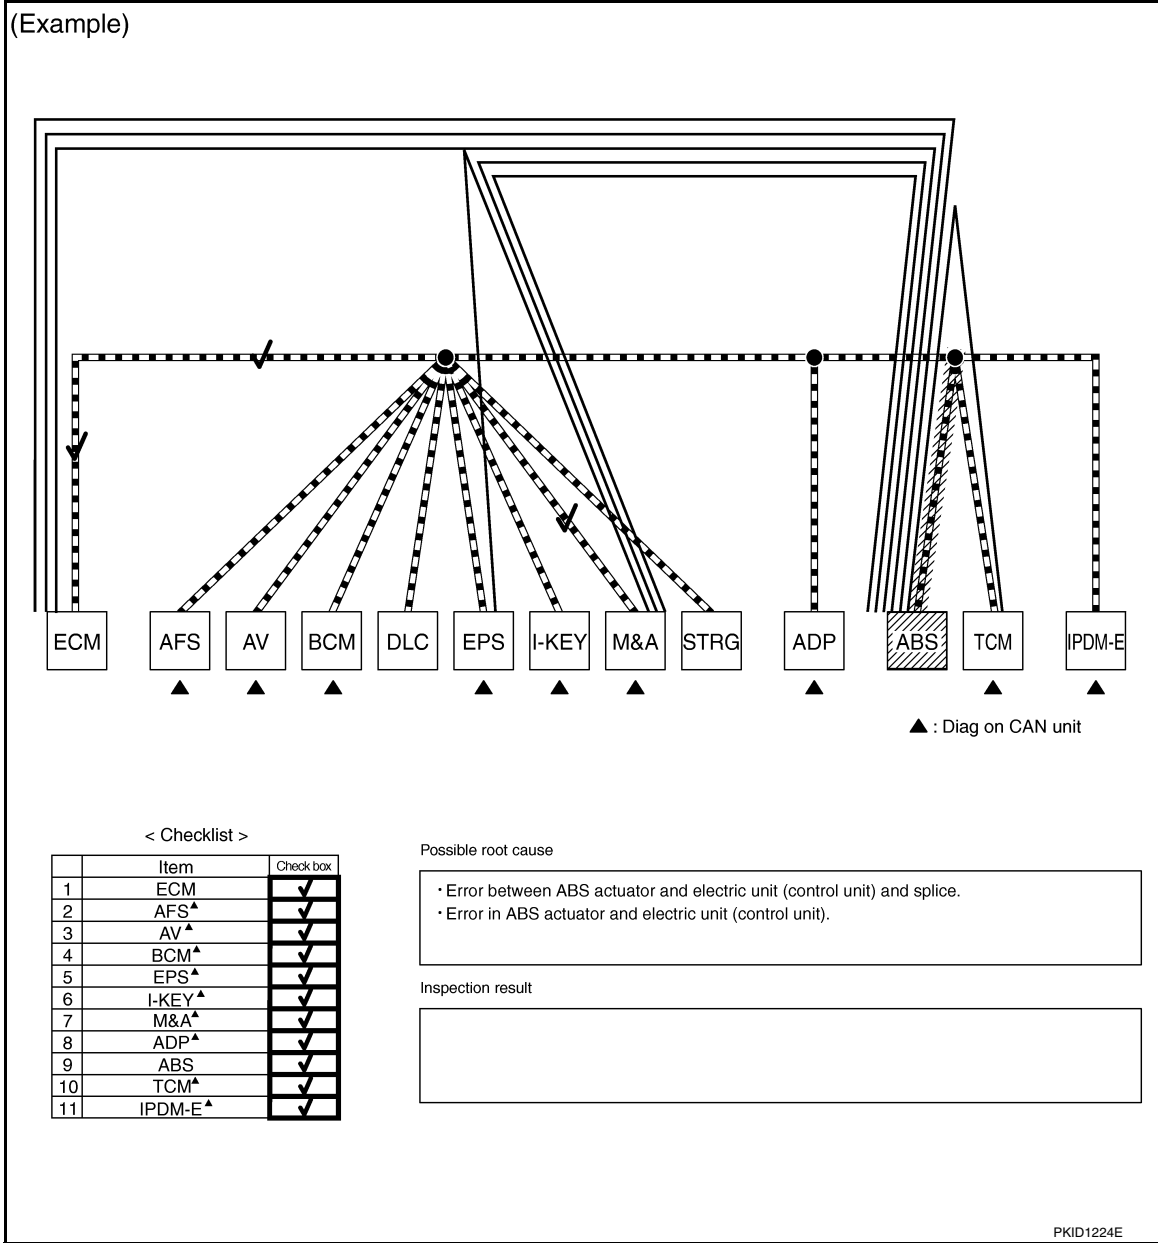 (Example)
ECM AFS AV BCM DLC EPS I-KEY M&A STRG ADP ABS TCM IPDM-E
▲ : Diag on CAN unit
< Checklist >
Item Check box
1 ECM
2 AFS▲
3 AV▲
4 BCM▲
5 EPS▲
6 I-KEY▲
7 M&A▲
8 ADP▲
9 ABS
10 TCM▲
11 IPDM-E▲
Possible root cause
・Error between ABS actuator and electric unit (control unit) and splice.
・Error in ABS actuator and electric unit (control unit).
Inspection result
PKID1224E